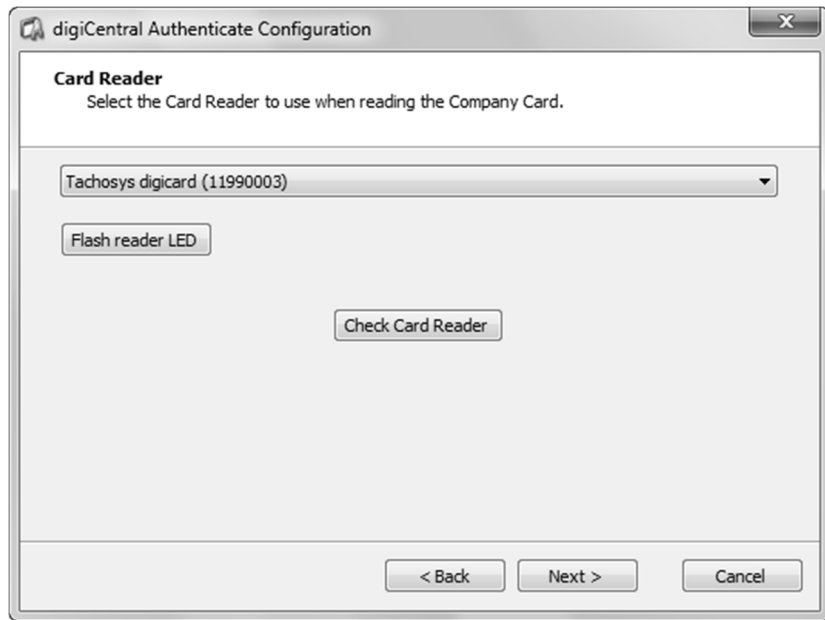 digiCentral Authenticate Configuration
Card Reader
Select the Card Reader to use when reading the Company Card.
Tachosys digicard (11990003)
Flash reader LED
Check Card Reader
< Back Next > Cancel